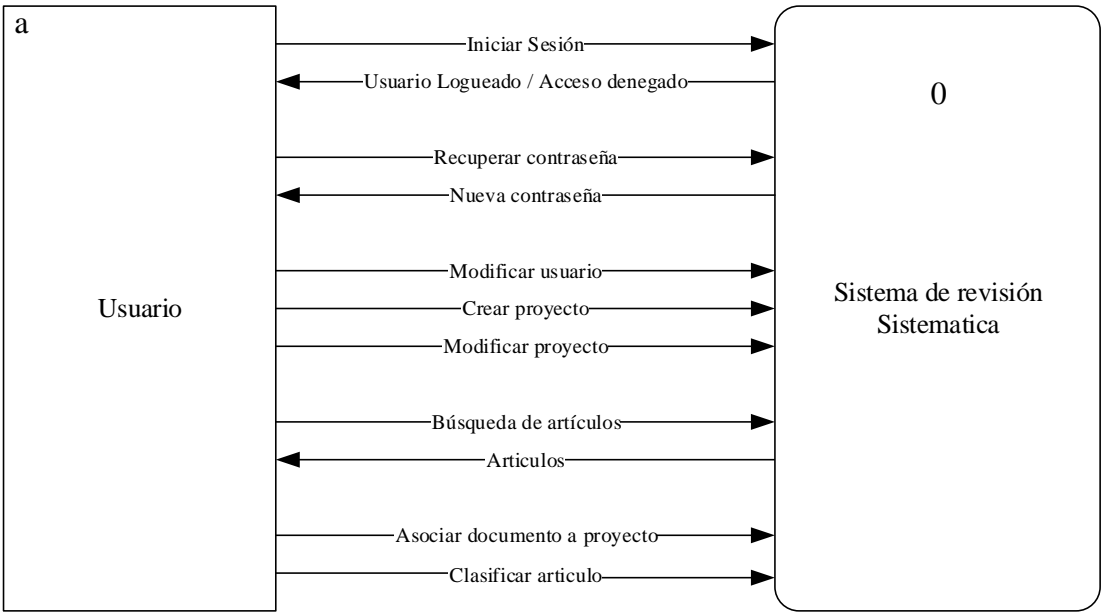 a
Iniciar Sesión
Usuario Logueado / Acceso denegado
0
Recuperar contraseña
Nueva contraseña
Modificar usuario
Usuario
Crear proyecto
Sistema de revisión
Sistematica
Modificar proyecto
Búsqueda de artículos
Articulos
Asociar documento a proyecto
Clasificar articulo